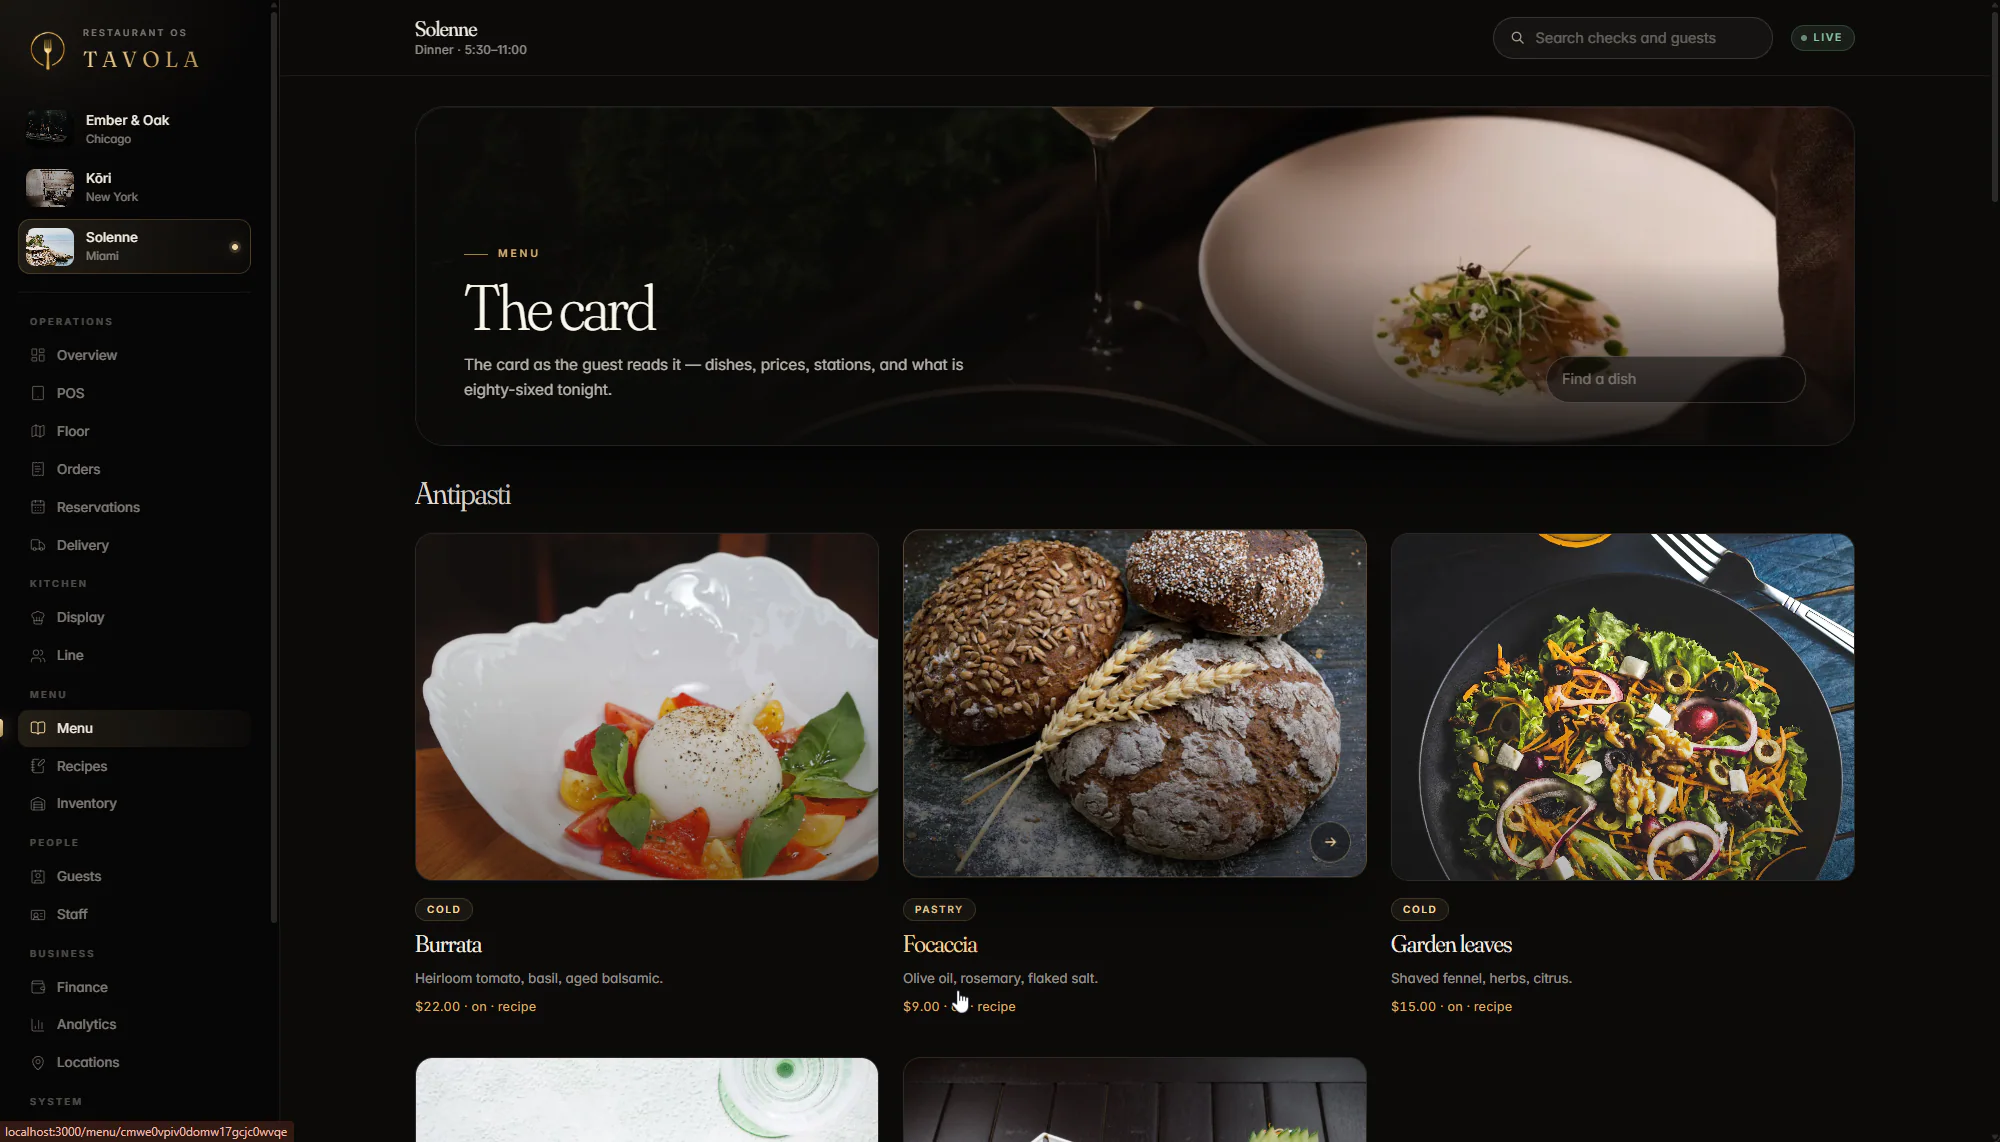 RESTAURANT OS
TAVOLA
Ember & Oak
Chicago
Kōri
New York
Solenne
Miami
OPERATIONS
Overview
POS
Floor
Orders
Reservations
Delivery
KITCHEN
Display
Line
MENU
Menu
Recipes
Inventory
PEOPLE
Guests
Staff
BUSINESS
Finance
Analytics
Locations
SYSTEM
localhost:3000/menu/cmwe0vpiv0domw17gcjc0wvqe
Solenne
Dinner · 5:30–11:00
Search checks and guests
LIVE
MENU
The card
The card as the guest reads it — dishes, prices, stations, and what is
eighty-sixed tonight.
Find a dish
Antipasti
COLD
Burrata
Heirloom tomato, basil, aged balsamic.
$22.00 · on · recipe
PASTRY
Focaccia
Olive oil, rosemary, flaked salt.
$9.00 · · recipe
COLD
Garden leaves
Shaved fennel, herbs, citrus.
$15.00 · on · recipe